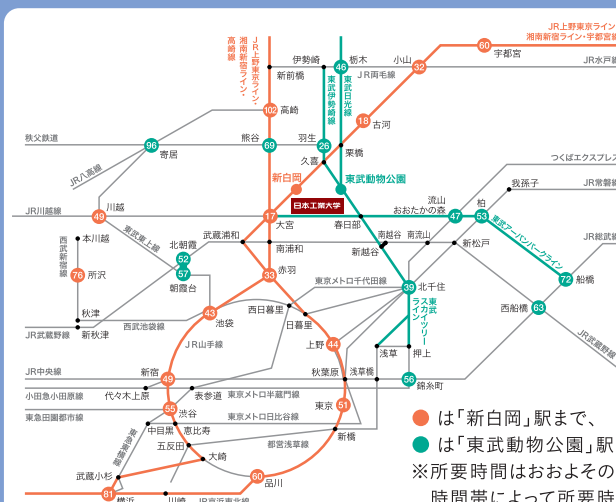 JR上野東京ライン・
湘南新宿ライン・宇都宮線
JR上野東京ライン・
湘南新宿ライン・
高崎線
60
宇都宮
伊勢崎
46
栃木
小山
32
JR水戸線
新前橋
JR両毛線
東武伊勢崎線
東武日光線
102
高崎
18
古河
秩父鉄道
96
寄居
熊谷
69
羽生
26
栗橋
久喜
JR八高線
つくばエクスプレス
新白岡
東武動物公園
日本工業大学
我孫子
JR常磐線
流山
おおたかの森
47
柏
53
JR川越線
49
川越
17
大宮
春日部
東武アーバンパークライン
東武東上線
西武新宿線
本川越
北朝霞
52
57
朝霞台
武蔵浦和
南浦和
南越谷
新越谷
南流山
新松戸
JR総武線
76
所沢
33
赤羽
東京メトロ千代田線
39
北千住
72
船橋
秋津
新秋津
JR武蔵野線
西武池袋線
43
池袋
西日暮里
日暮里
東武
スカイツリー
ライン
63
西船橋
JR武蔵野線
JR山手線
上野
44
浅草
押上
JR中央線
新宿
49
秋葉原
浅草橋
56
錦糸町
小田急小田原線
代々木上原
表参道
東京メトロ半蔵門線
東急田園都市線
55
渋谷
東京メトロ日比谷線
東京
51
中目黒
恵比寿
東急東横線
五反田
都営浅草線
新橋
大崎
武蔵小杉
60
品川
81
横浜
川崎
JR京浜東北線
は「新白岡」駅まで、
は「東武動物公園」駅
※所要時間はおおよその
時間帯によって所要時